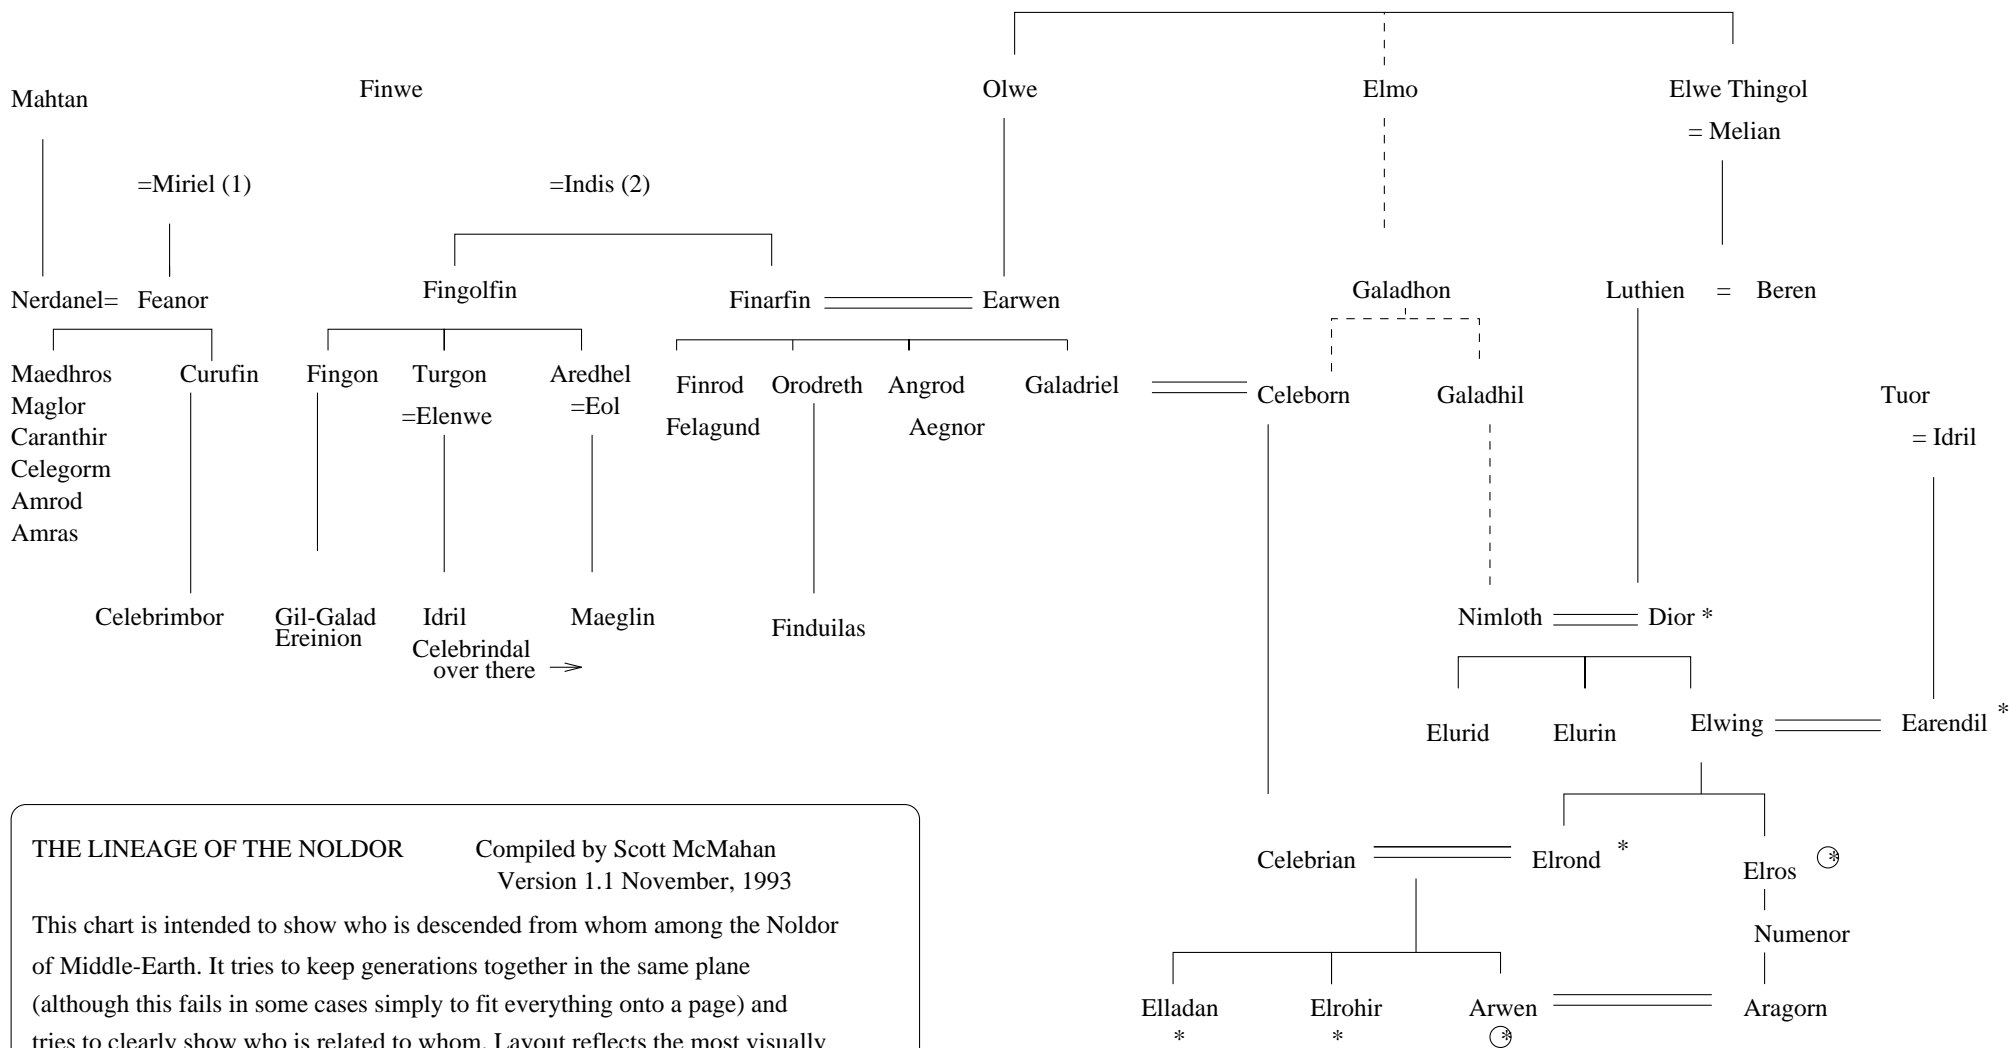 Mahtan Finwe Olwe Elmo Elwe Thingol
= Melian
=Miriel (1) =Indis (2)
Nerdanel= Feanor Fingolfin Finarfin Earwen Galadhon Luthien = Beren
Maedhros Curufin Fingon Turgon Aredhel Finrod Orodreth Angrod Galadriel Celeborn Galadhil Tuor
Maglor =Elenwe =Eol Felagund Aegnor = Idril
Caranthir
Celegorm
Amrod
Amras
Celebrimbor Gil-Galad Idril Maeglin Finduilas Nimloth Dior *
Ereinion Celebrindal
over there
Elurid Elurin Elwing Earendil *
THE LINEAGE OF THE NOLDOR Compiled by Scott McMahan
Version 1.1 November, 1993
This chart is intended to show who is descended from whom among the Noldor
of Middle-Earth. It tries to keep generations together in the same plane
(although this fails in some cases simply to fit everything onto a page) and
tries to clearly show who is related to whom. Layout reflects the most visually
Celebrian Elrond * Elros *
Numenor
Elladan Elrohir Arwen Aragorn
* * *